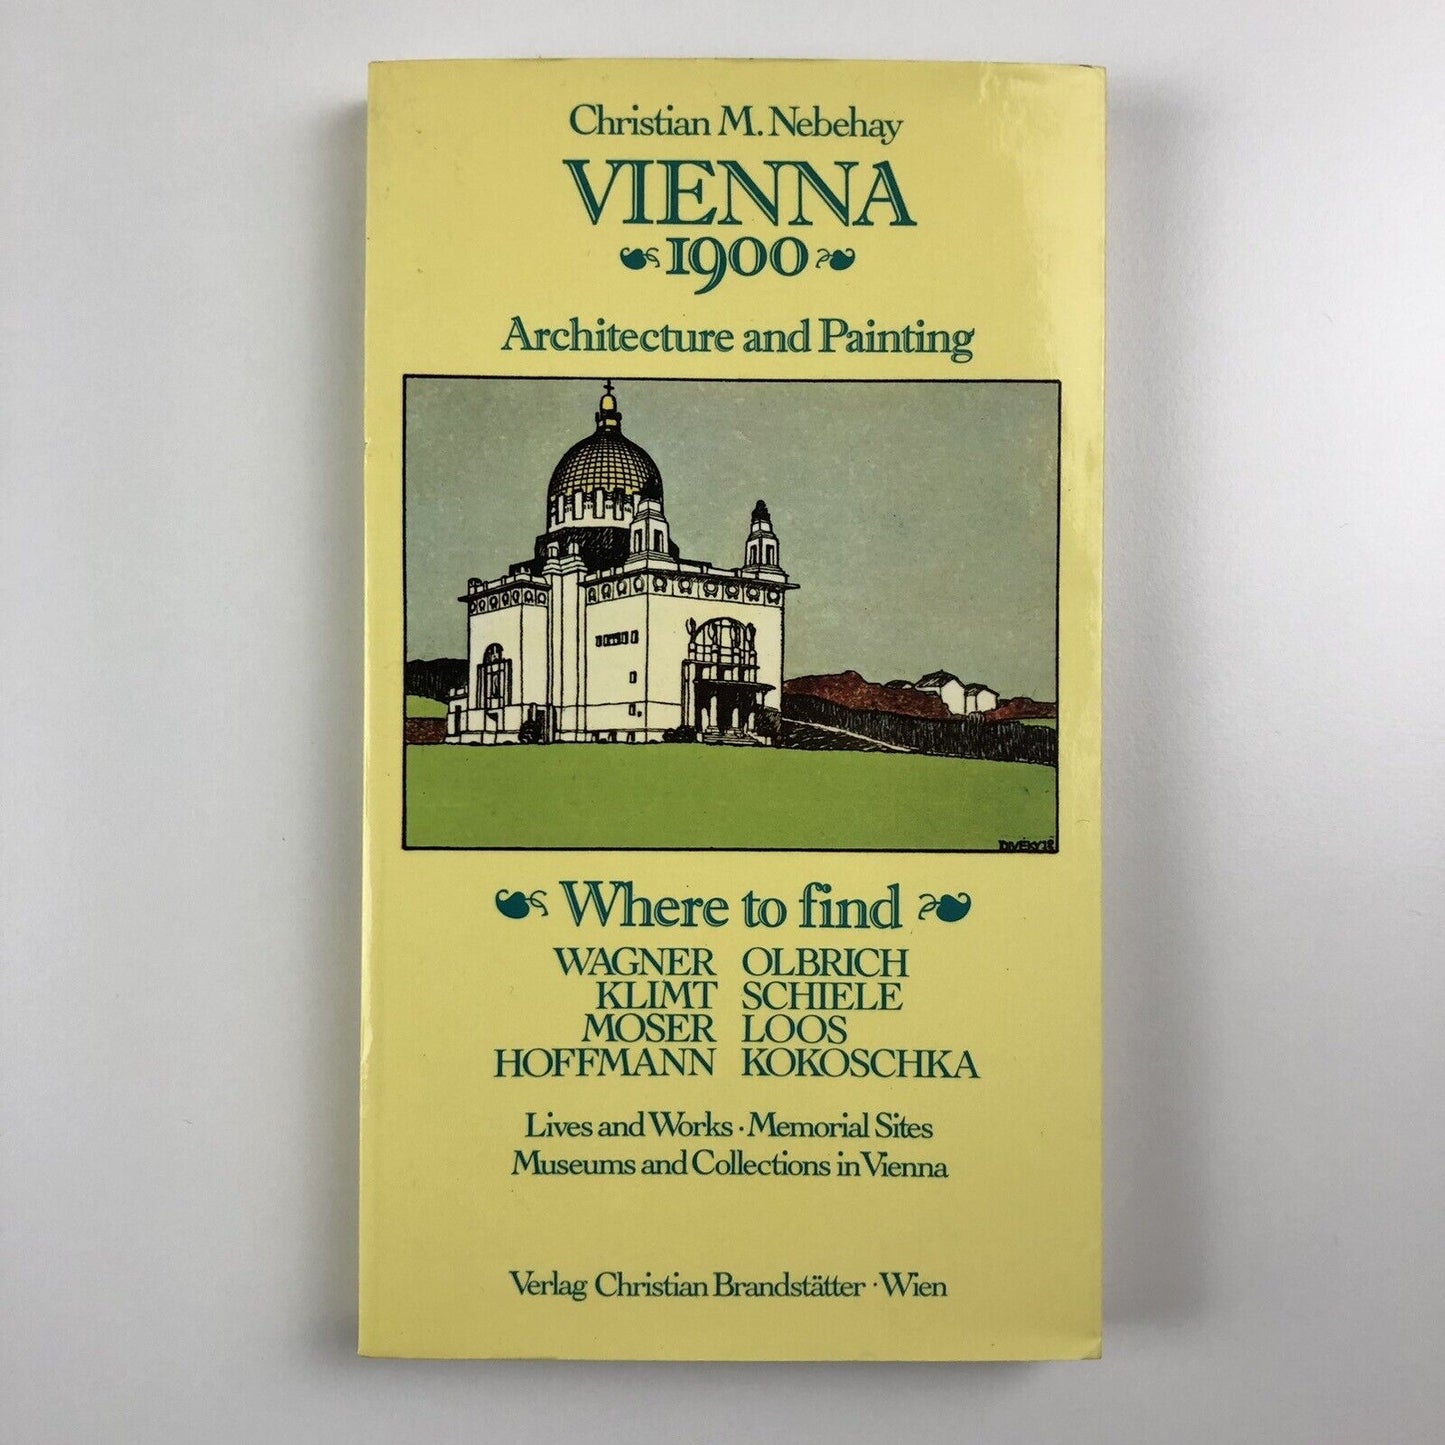 Christian M. Nebehay
VIENNA
1900
Architecture and Painting
DIVÉKY
Where to find
WAGNER OLBRICH
KLIMT SCHIELE
MOSER LOOS
HOFFMANN KOKOSCHKA
Lives and Works · Memorial Sites
Museums and Collections in Vienna
Verlag Christian Brandstätter · Wien